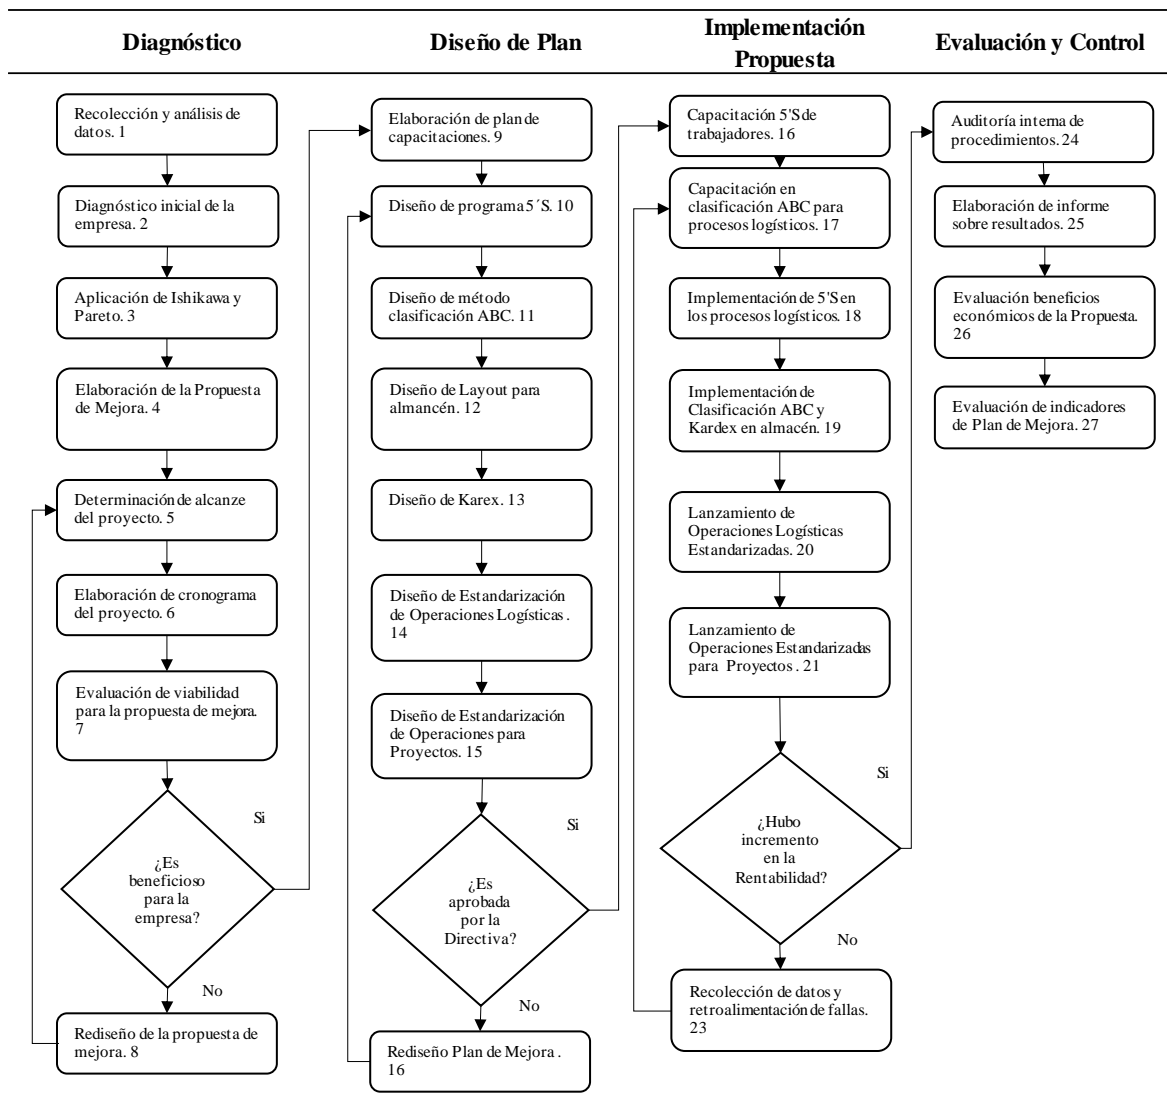 Diagnóstico
Diseño de Plan
Implementación
Propuesta
Evaluación y Control
Recolección y análisis de
datos. 1
Diagnóstico inicial de la
empresa. 2
Aplicación de Ishikawa y
Pareto. 3
Elaboración de la Propuesta
de Mejora. 4
Determinación de alcanze
del proyecto. 5
Elaboración de cronograma
del proyecto. 6
Evaluación de viabilidad
para la propuesta de mejora.
7
¿Es
beneficioso
para la
empresa?
Si
No
Rediseño de la propuesta de
mejora. 8
Elaboración de plan de
capacitaciones. 9
Diseño de programa 5´S. 10
Diseño de método
clasificación ABC. 11
Diseño de Layout para
almancén. 12
Diseño de Karex. 13
Diseño de Estandarización
de Operaciones Logísticas .
14
Diseño de Estandarización
de Operaciones para
Proyectos. 15
¿Es
aprobada
por la
Directiva?
Si
No
Rediseño Plan de Mejora .
16
Capacitación 5'S de
trabajadores. 16
Capacitación en
clasificación ABC para
procesos logísticos. 17
Implementación de 5'S en
los procesos logísticos. 18
Implementación de
Clasificación ABC y
Kardex en almacén. 19
Lanzamiento de
Operaciones Logísticas
Estandarizadas. 20
Lanzamiento de
Operaciones Estandarizadas
para Proyectos . 21
¿Hubo
incremento
en la
Rentabilidad?
Si
No
Recolección de datos y
retroalimentación de fallas.
23
Auditoría interna de
procedimientos. 24
Elaboración de informe
sobre resultados. 25
Evaluación beneficios
económicos de la Propuesta.
26
Evaluación de indicadores
de Plan de Mejora. 27